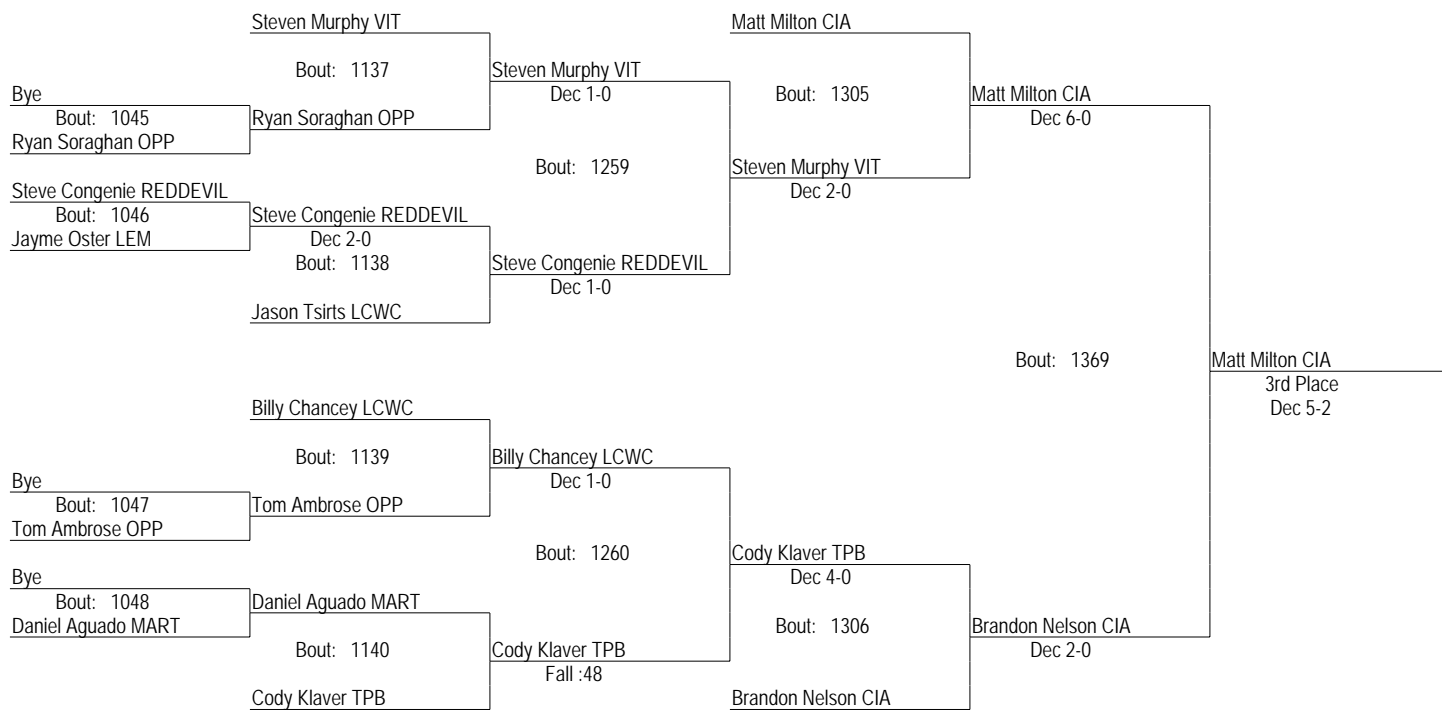 Steven Murphy VIT
Matt Milton CIA
Bout: 1137
Steven Murphy VIT
Dec 1-0
Bye
Bout: 1305
Matt Milton CIA
Dec 6-0
Bout: 1045
Ryan Soraghan OPP
Ryan Soraghan OPP
Bout: 1259
Steven Murphy VIT
Dec 2-0
Steve Congenie REDDEVIL
Bout: 1046
Steve Congenie REDDEVIL
Jayme Oster LEM
Dec 2-0
Bout: 1138
Steve Congenie REDDEVIL
Dec 1-0
Jason Tsirts LCWC
Bout: 1369
Matt Milton CIA
3rd Place
Dec 5-2
Billy Chancey LCWC
Bout: 1139
Billy Chancey LCWC
Dec 1-0
Bye
Bout: 1047
Tom Ambrose OPP
Tom Ambrose OPP
Bout: 1260
Cody Klaver TPB
Dec 4-0
Bye
Bout: 1048
Daniel Aguado MART
Daniel Aguado MART
Bout: 1306
Brandon Nelson CIA
Dec 2-0
Bout: 1140
Cody Klaver TPB
Fall :48
Cody Klaver TPB
Brandon Nelson CIA